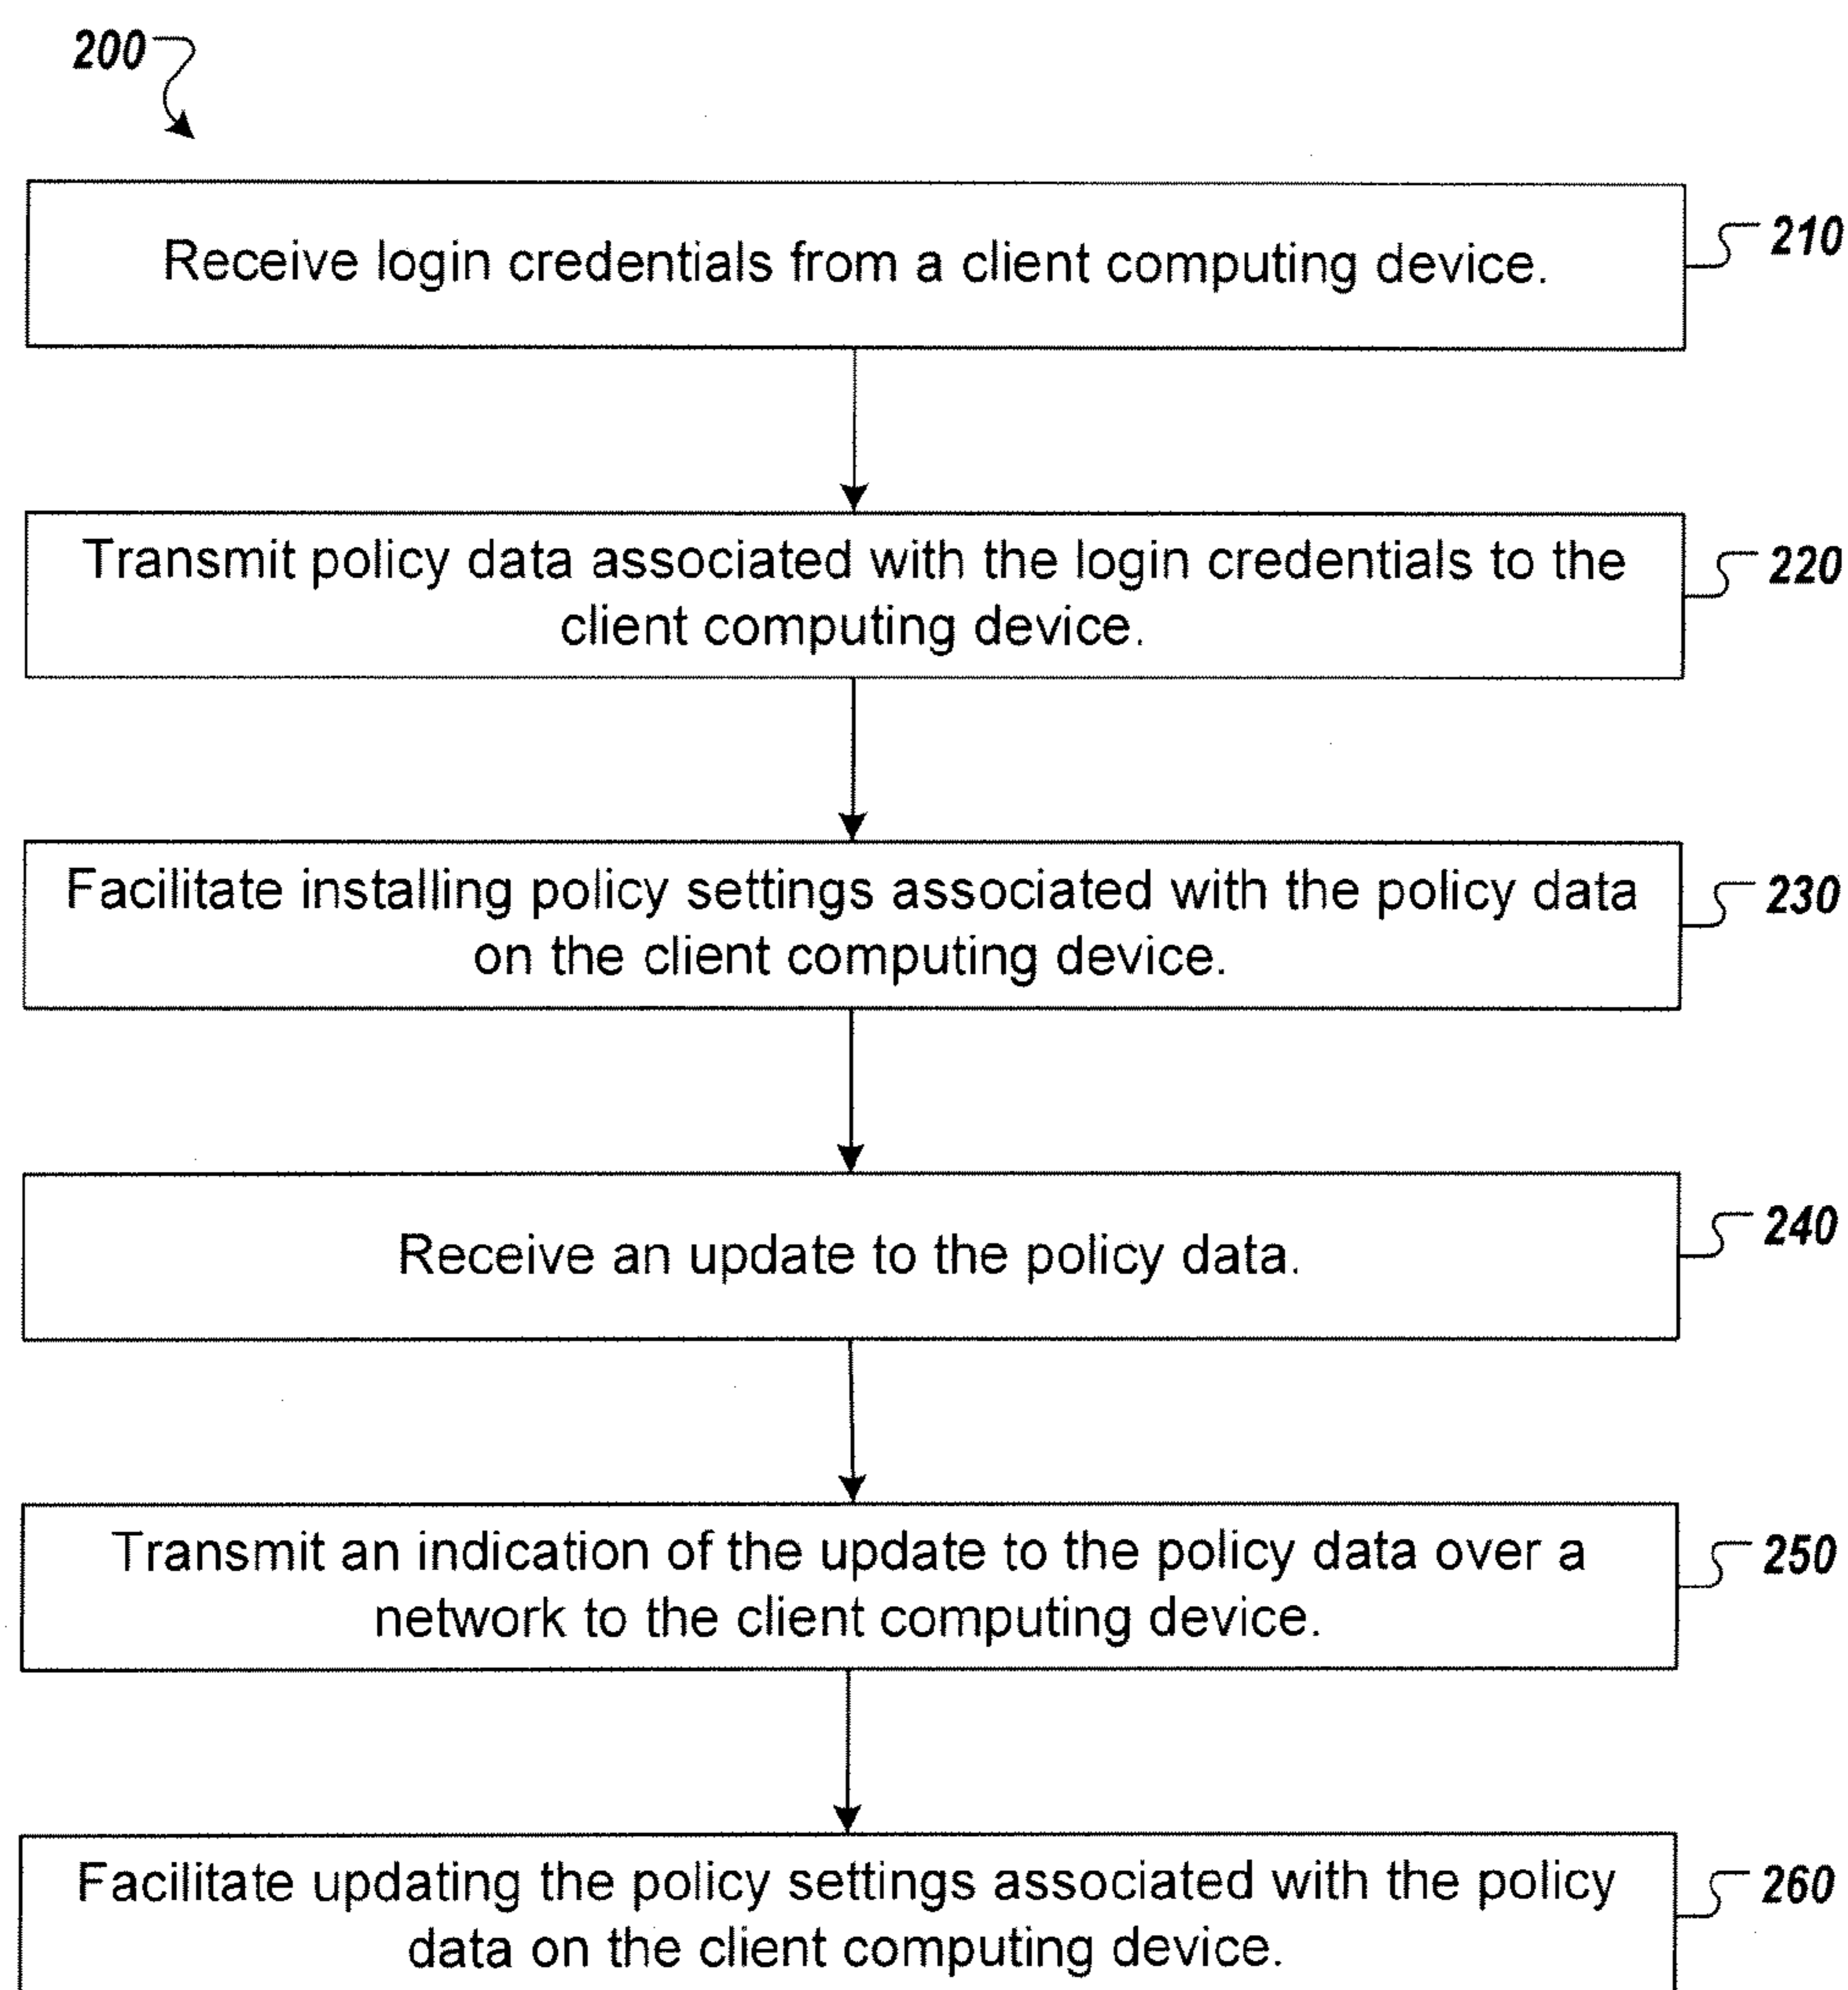 200
Receive login credentials from a client computing device.
210
Transmit policy data associated with the login credentials to the
client computing device.
220
Facilitate installing policy settings associated with the policy data
on the client computing device.
230
Receive an update to the policy data.
240
Transmit an indication of the update to the policy data over a
network to the client computing device.
250
Facilitate updating the policy settings associated with the policy
data on the client computing device.
260